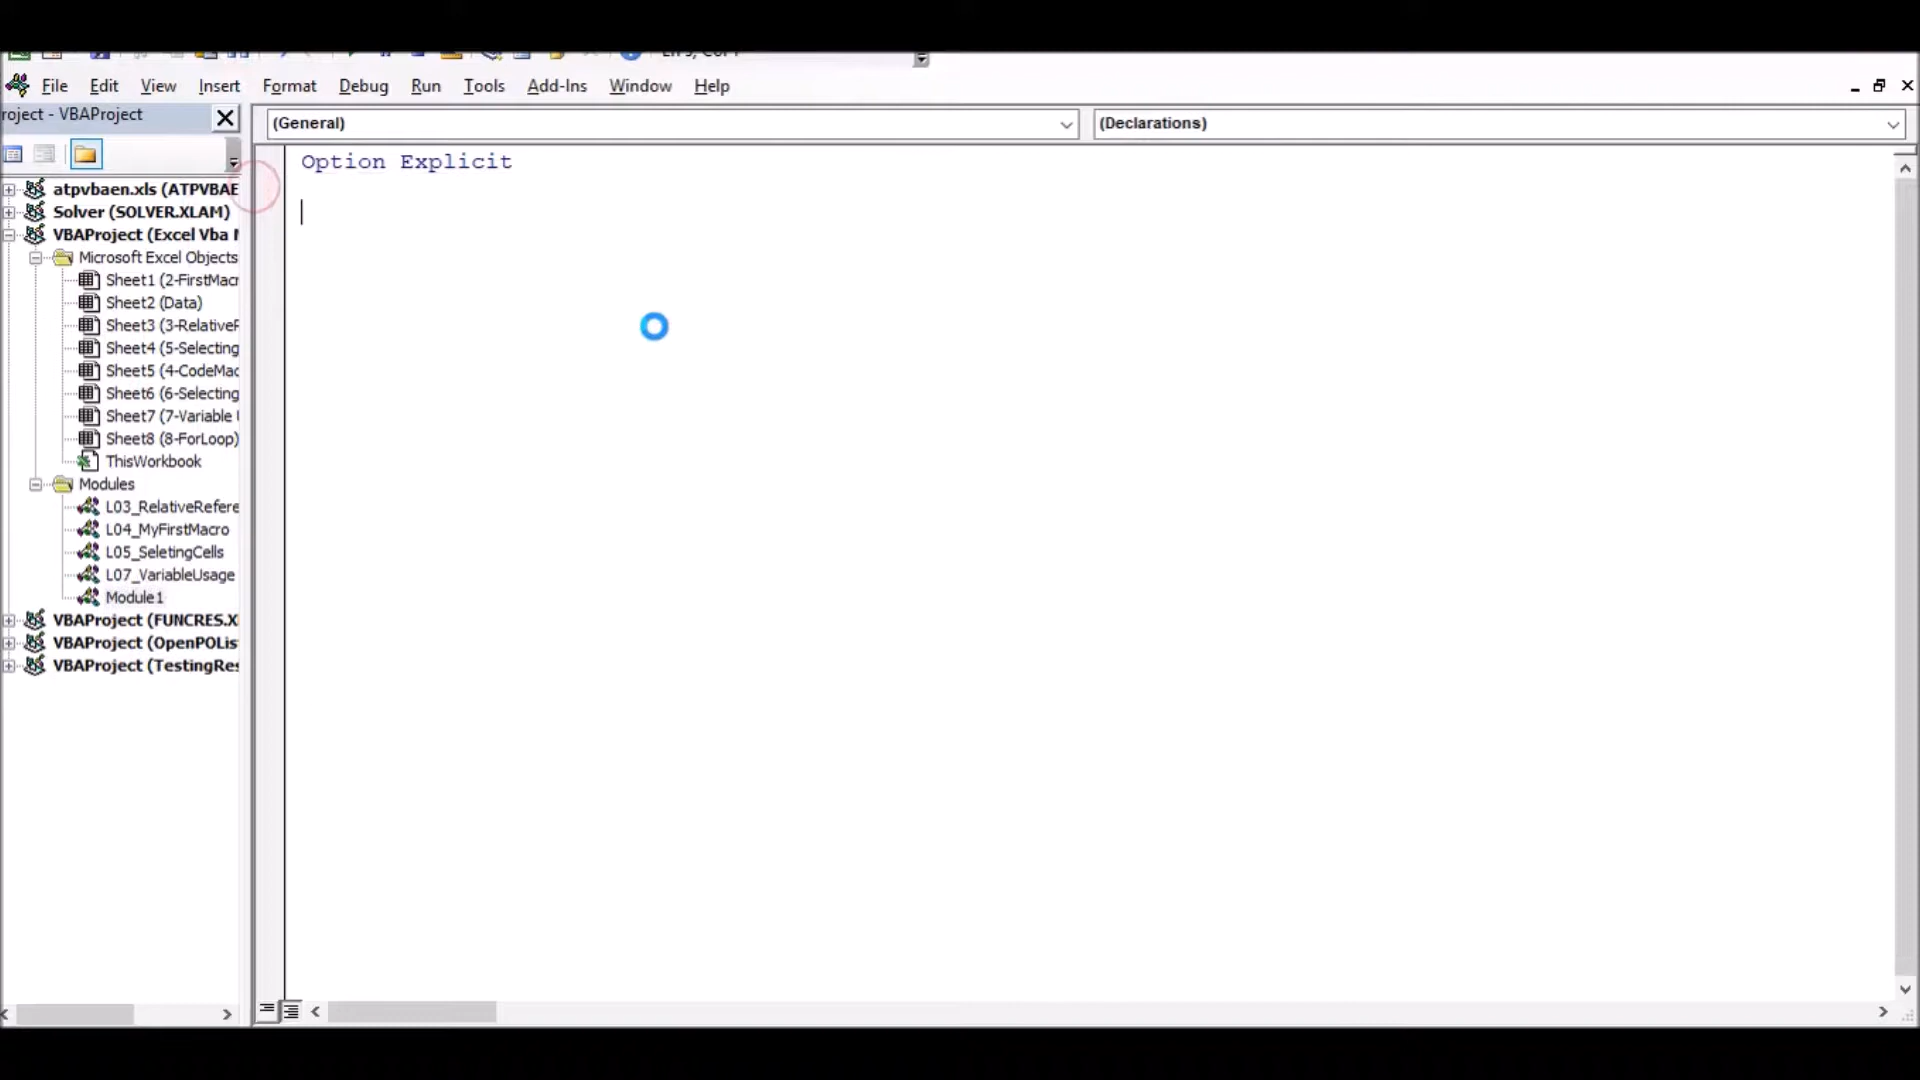 File Edit View Insert Format Debug Run Tools Add-Ins Window Help
roject - VBAProject
(General)
(Declarations)
Option Explicit
atpvbaen.xls (ATPVBAE
Solver (SOLVER.XLAM)
VBAProject (Excel Vba
Microsoft Excel Objects
Sheet1 (2-FirstMacr
Sheet2 (Data)
Sheet3 (3-RelativeR
Sheet4 (5-Selecting
Sheet5 (4-CodeMac
Sheet6 (6-Selecting
Sheet7 (7-Variable
Sheet8 (8-ForLoop)
ThisWorkbook
Modules
L03_RelativeRefere
L04_MyFirstMacro
L05_SeletingCells
L07_VariableUsage
Module1
VBAProject (FUNCRES.X
VBAProject (OpenPOLis
VBAProject (TestingRes